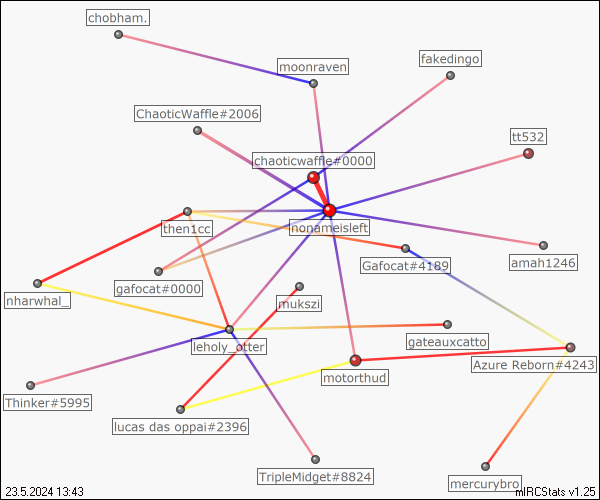 chobham.
moonraven
fakedingo
ChaoticWaffle#2006
tt532
chaoticwaffle#0000
then1cc
nonameisleft
Gafocat#4189
amah1246
gafocat#0000
nharwhal_
mukszi
leholy_otter
gateauxcatto
motorthud
Azure Reborn#4243
Thinker#5995
lucas das oppai#2396
TripleMidget#8824
mercurybro
23.5.2024 13:43
mIRCStats v1.25